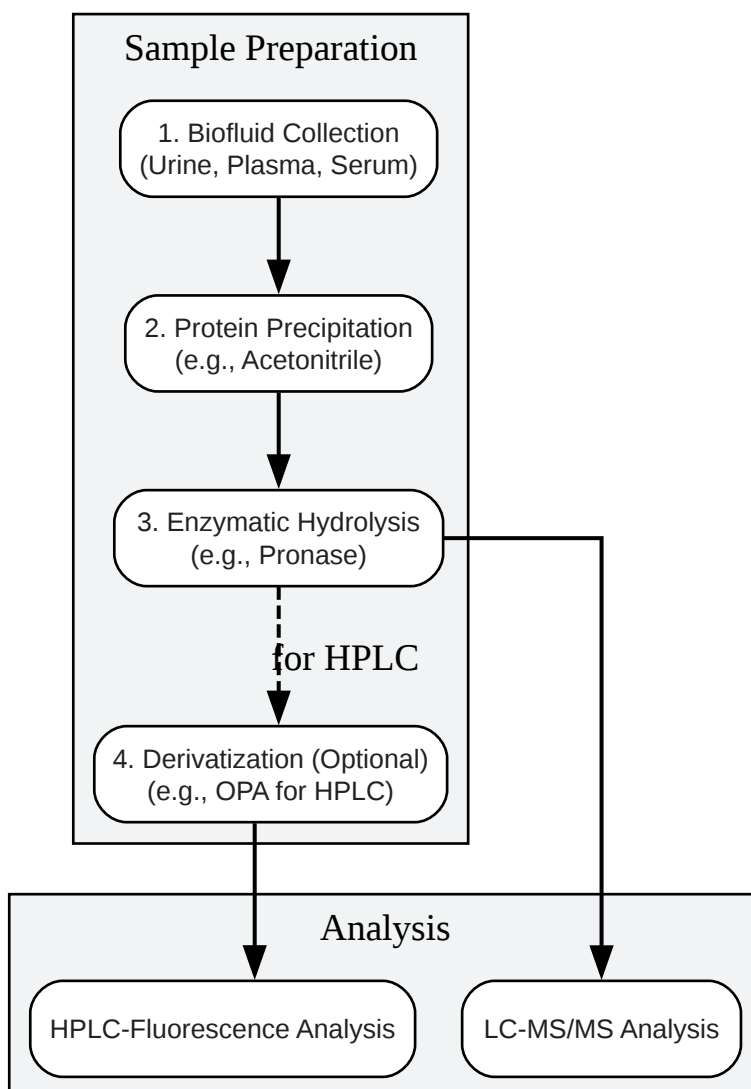 Sample Preparation
1. Biofluid Collection
(Urine, Plasma, Serum)
2. Protein Precipitation
(e.g., Acetonitrile)
3. Enzymatic Hydrolysis
(e.g., Pronase)
for HPLC
4. Derivatization (Optional)
(e.g., OPA for HPLC)
Analysis
HPLC-Fluorescence Analysis
LC-MS/MS Analysis